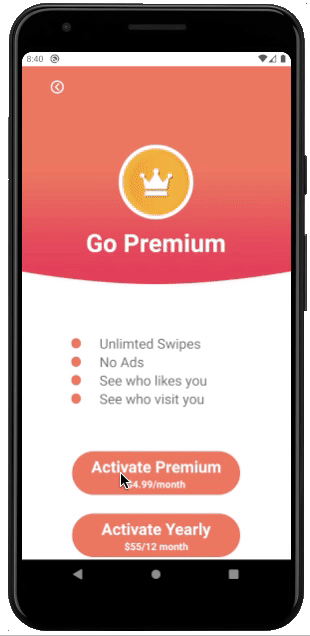 8:40
Go Premium
Unlimted Swipes
No Ads
See who likes you
See who visit you
Activate Premium
4.99/month
Activate Yearly
$55/12 month